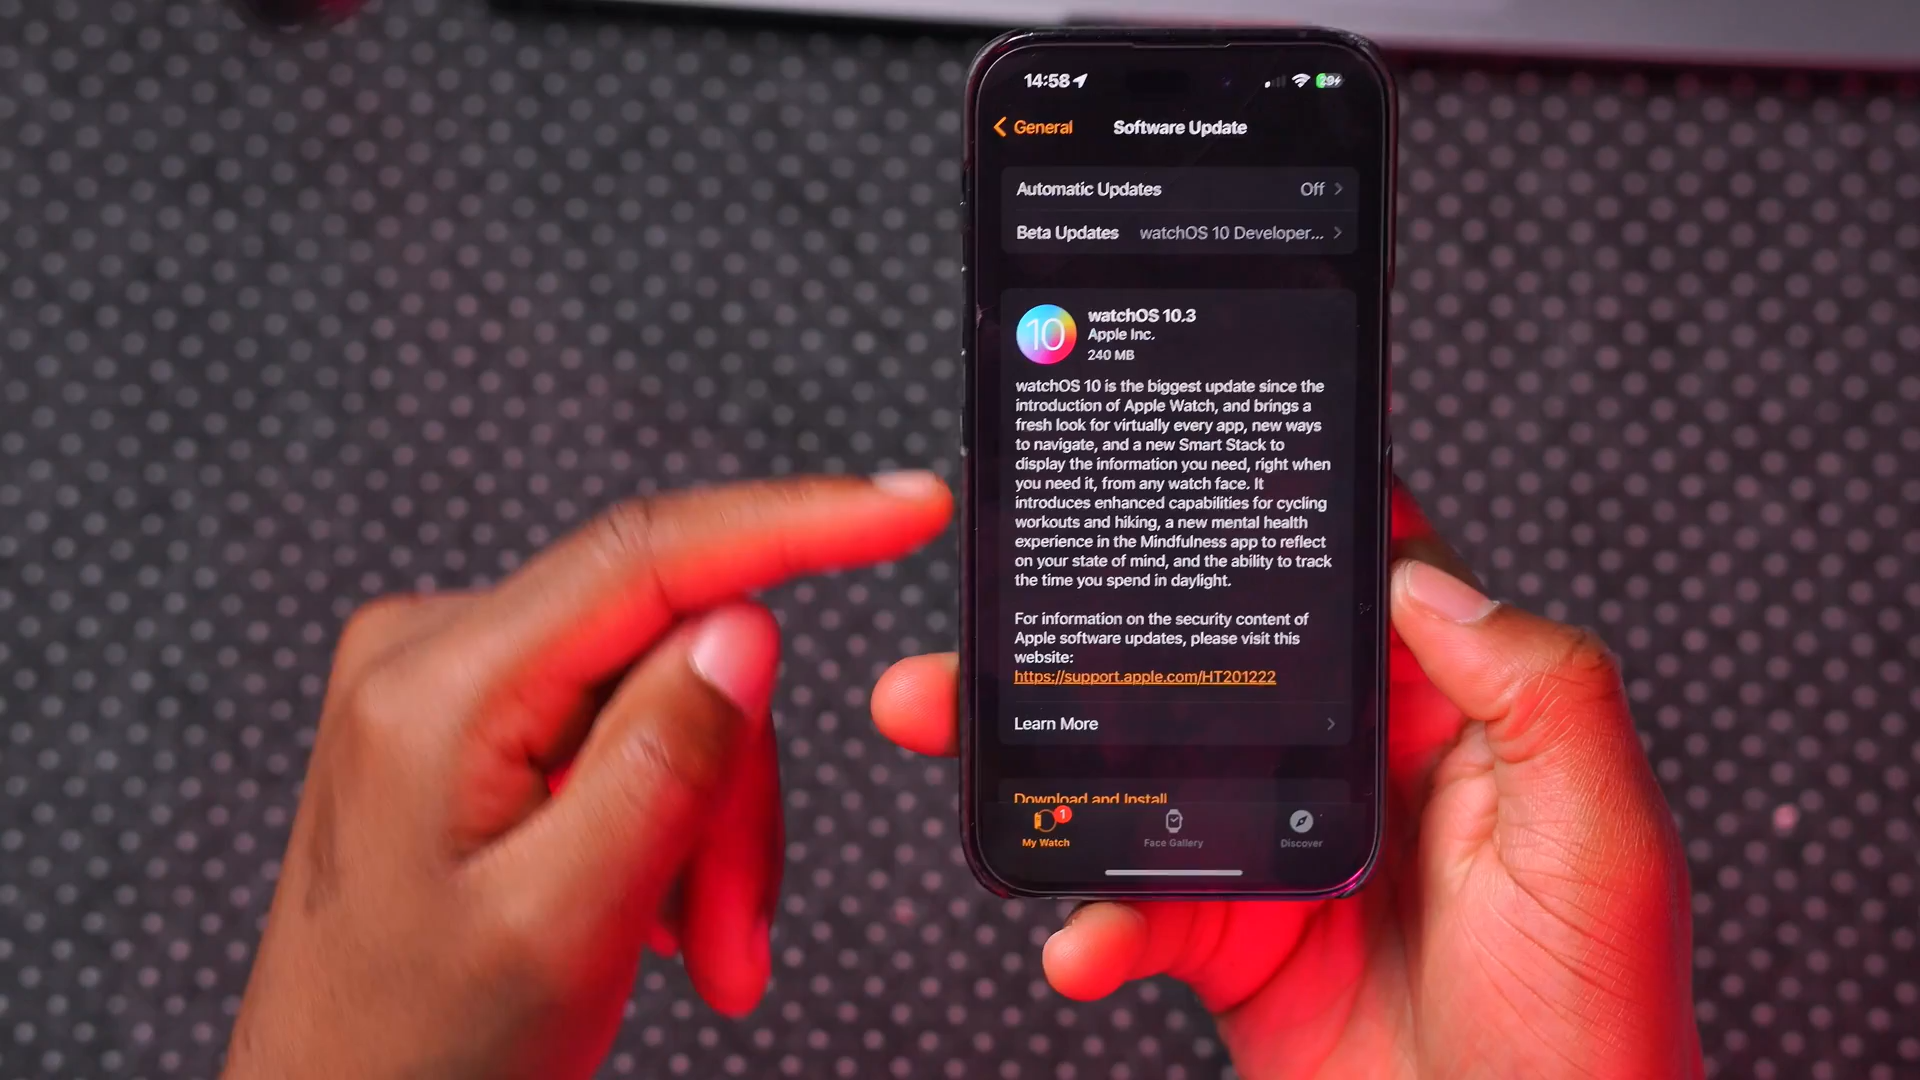 14:58
29
General
Software Update
Automatic Updates Off
Beta Updates watchOS 10 Developer...
10
watchOS 10.3
Apple Inc.
240 MB
watchOS 10 is the biggest update since the
introduction of Apple Watch, and brings a
fresh look for virtually every app, new ways
to navigate, and a new Smart Stack to
display the information you need, right when
you need it, from any watch face. It
introduces enhanced capabilities for cycling
workouts and hiking, a new mental health
experience in the Mindfulness app to reflect
on your state of mind, and the ability to track
the time you spend in daylight.
For information on the security content of
Apple software updates, please visit this
website:
https://support.apple.com/HT201222
Learn More
Download and Install
1
My Watch Face Gallery Discover